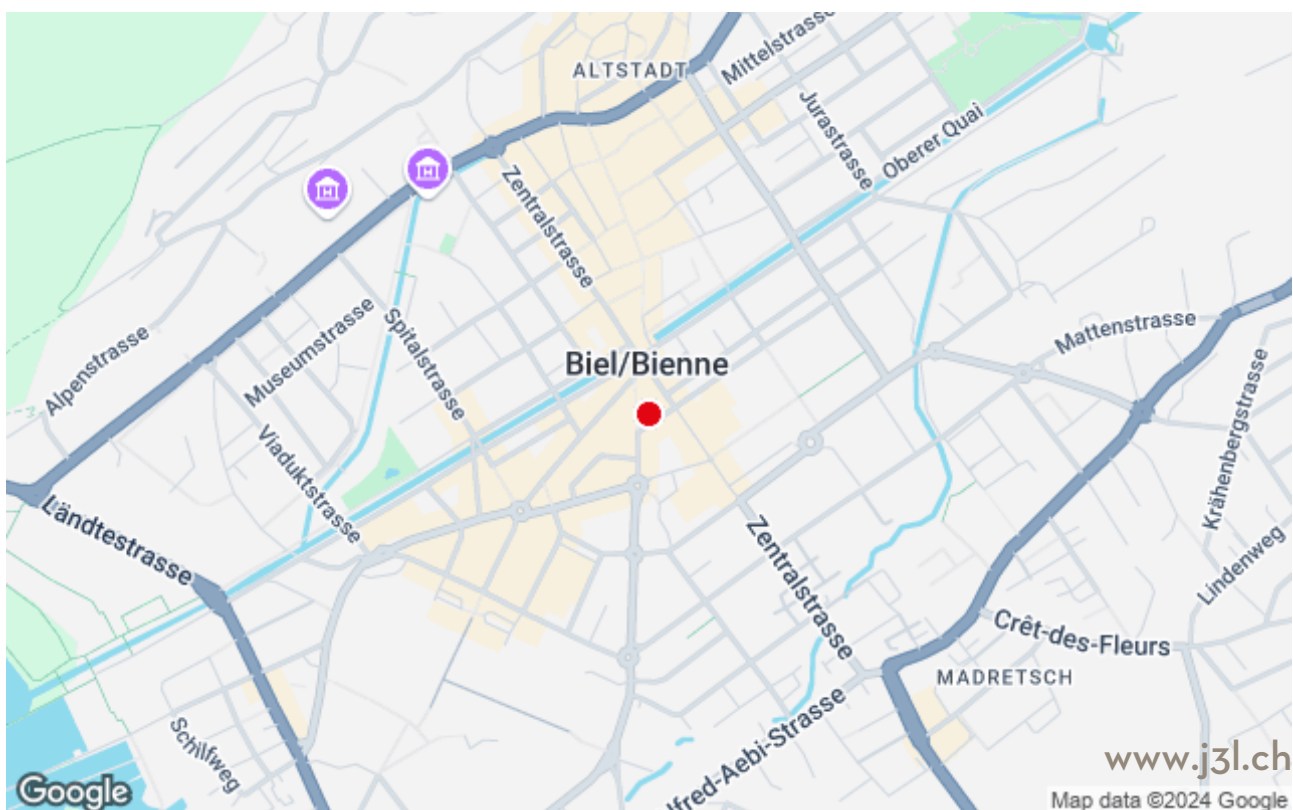 ALTSTADT
Mittelstrasse
Jurastrasse
Oberer Quai
Zentralstrasse
Museumstrasse
Spitalstrasse
Alpenstrasse
Biel/Bienne
Mattenstrasse
Krähenbergstrasse
Viaduktstrasse
Ländtestrasse
Zentralstrasse
Lindenweg
Crêt-des-Fleurs
MADRETSCH
lfred-Aebi-Strasse
Schilfweg
www.j3l.ch
Google
Map data ©2024 Google